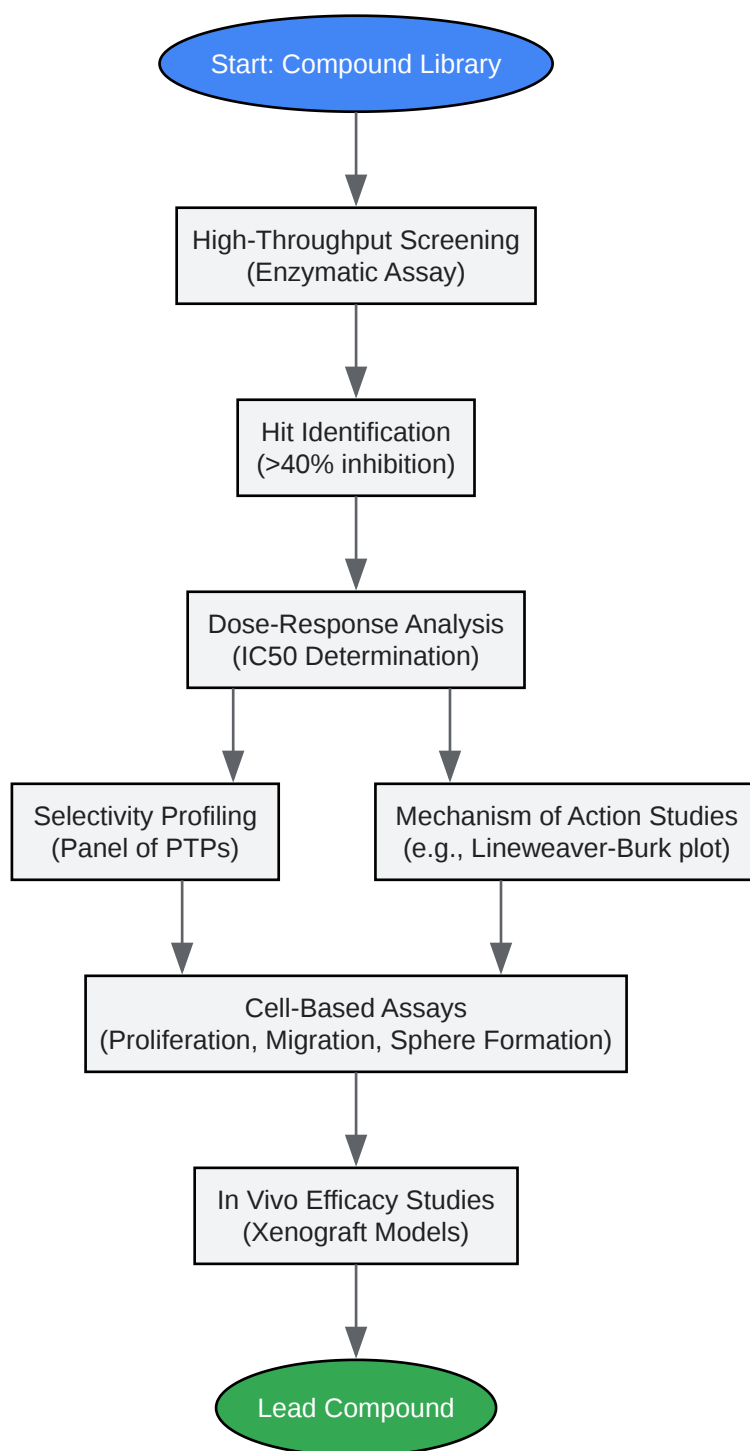 Start: Compound Library
High-Throughput Screening
(Enzymatic Assay)
Hit Identification
(>40% inhibition)
Dose-Response Analysis
(IC50 Determination)
Selectivity Profiling
(Panel of PTPs)
Mechanism of Action Studies
(e.g., Lineweaver-Burk plot)
Cell-Based Assays
(Proliferation, Migration, Sphere Formation)
In Vivo Efficacy Studies
(Xenograft Models)
Lead Compound